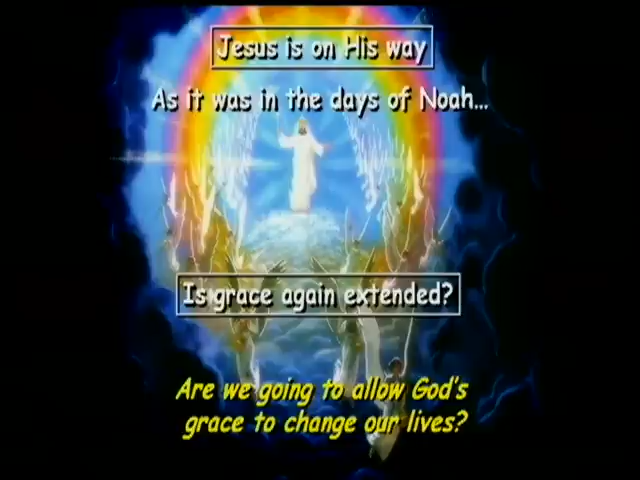 Jesus is on His way
As it was in the days of Noah...
Is grace again extended?
Are we going to allow God's
grace to change our lives?